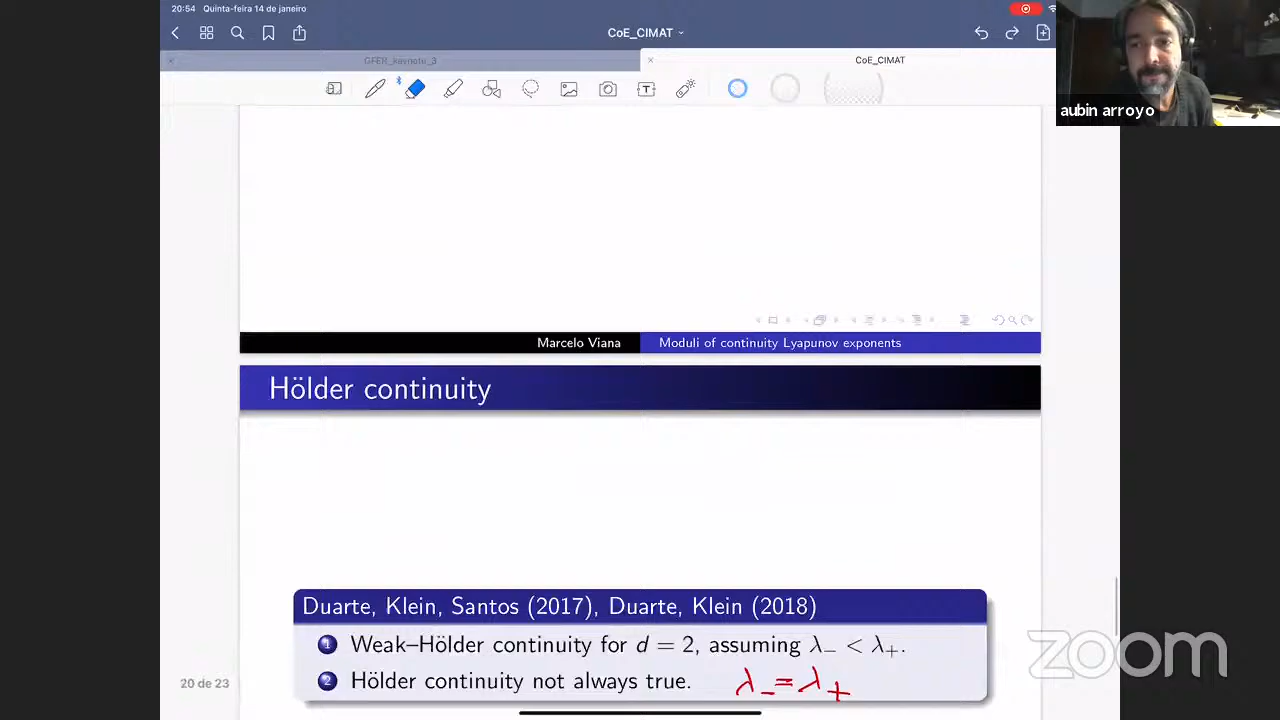 20:54 Quinta-feira 14 de janeiro
CoE_CIMAT
GFER_keynote_3
CoE_CIMAT
aubin arroyo
Marcelo Viana
Moduli of continuity Lyapunov exponents
Hölder continuity
Duarte, Klein, Santos (2017), Duarte, Klein (2018)
1 Weak–Hölder continuity for d = 2, assuming λ₋ < λ₊.
2 Hölder continuity not always true. λ₋ = λ₊
20 de 23
zoom